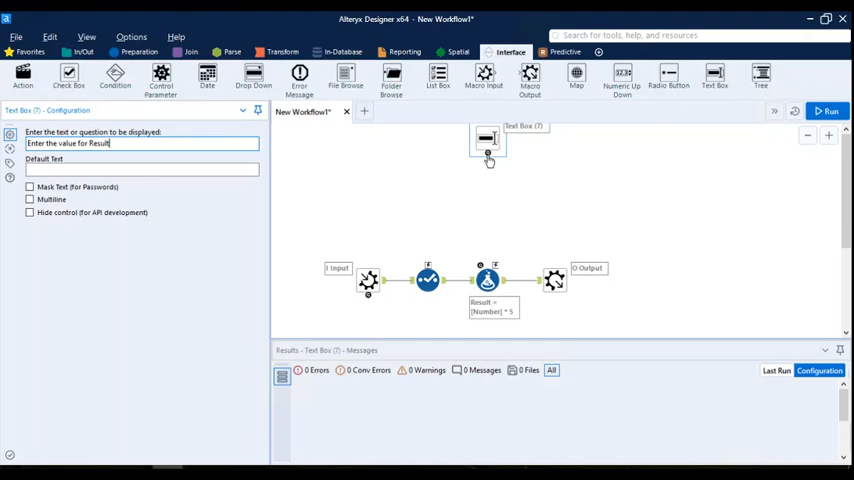 Alteryx Designer x64 - New Workflow1*
File Edit View Options Help
Search for tools, help, and resources
Favorites In/Out Preparation Join Parse Transform In-Database Reporting Spatial Interface Predictive
Action Check Box Condition Control Parameter Date Drop Down Error Message File Browse Folder Browse List Box Macro Input Macro Output Map Numeric Up Down Radio Button Text Box Tree
Text Box (7) - Configuration
New Workflow1*
Run
Enter the text or question to be displayed:
Enter the value for Result
Default Text
Mask Text (for Passwords)
Multiline
Hide control (for API development)
Text Box (7)
I Input
O Output
Result =
[Number] * 5
Results - Text Box (7) - Messages
0 Errors 0 Conv Errors 0 Warnings 0 Messages 0 Files All
Last Run Configuration